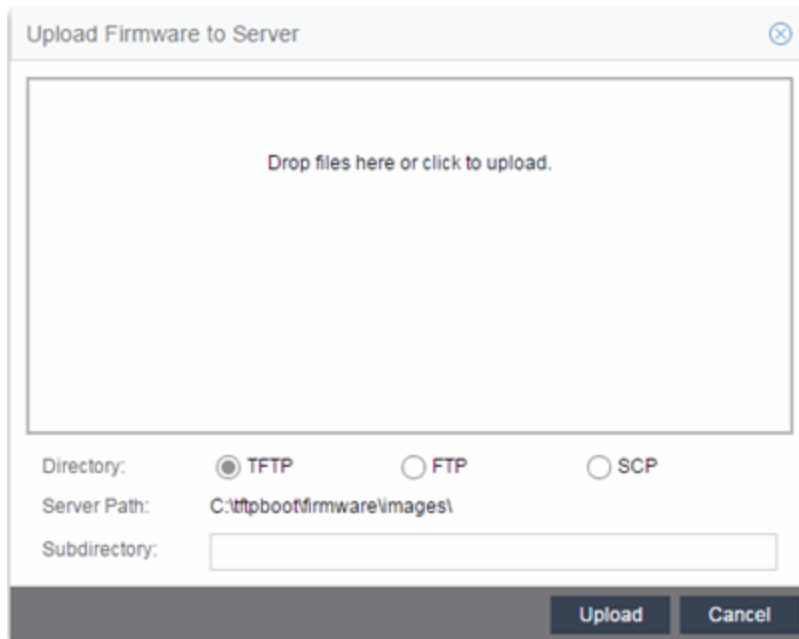 Upload Firmware to Server
Drop files here or click to upload.
Directory: TFTP FTP SCP
Server Path: C:\tftpboot\firmware\images\
Subdirectory:
Upload Cancel